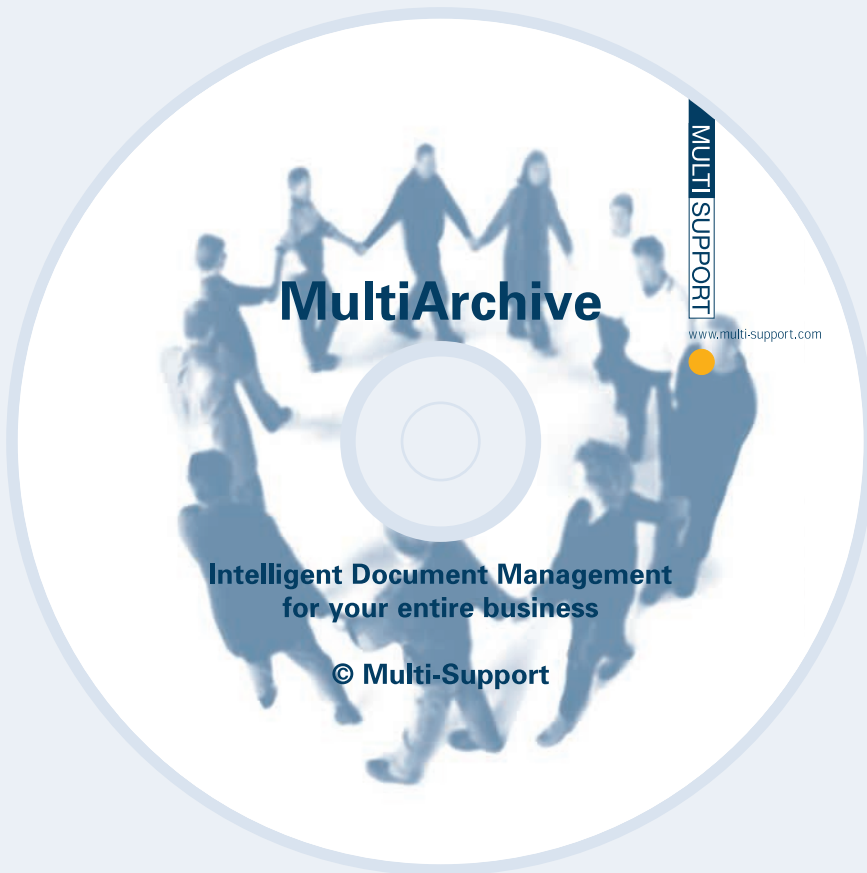 MULTI SUPPORT
www.multi-support.com
MultiArchive
Intelligent Document Management
for your entire business
© Multi-Support